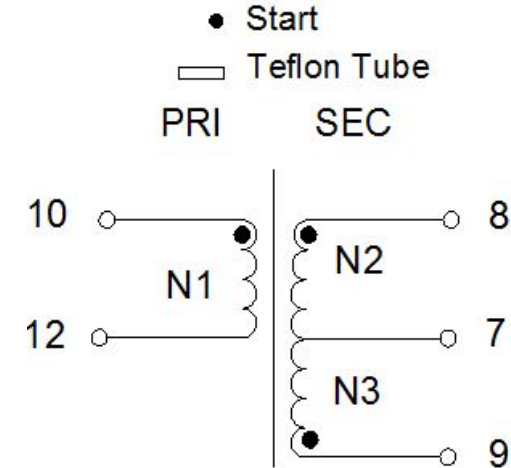 Start
Teflon Tube
PRI SEC
10 8
N2
N1
12 7
N3
9